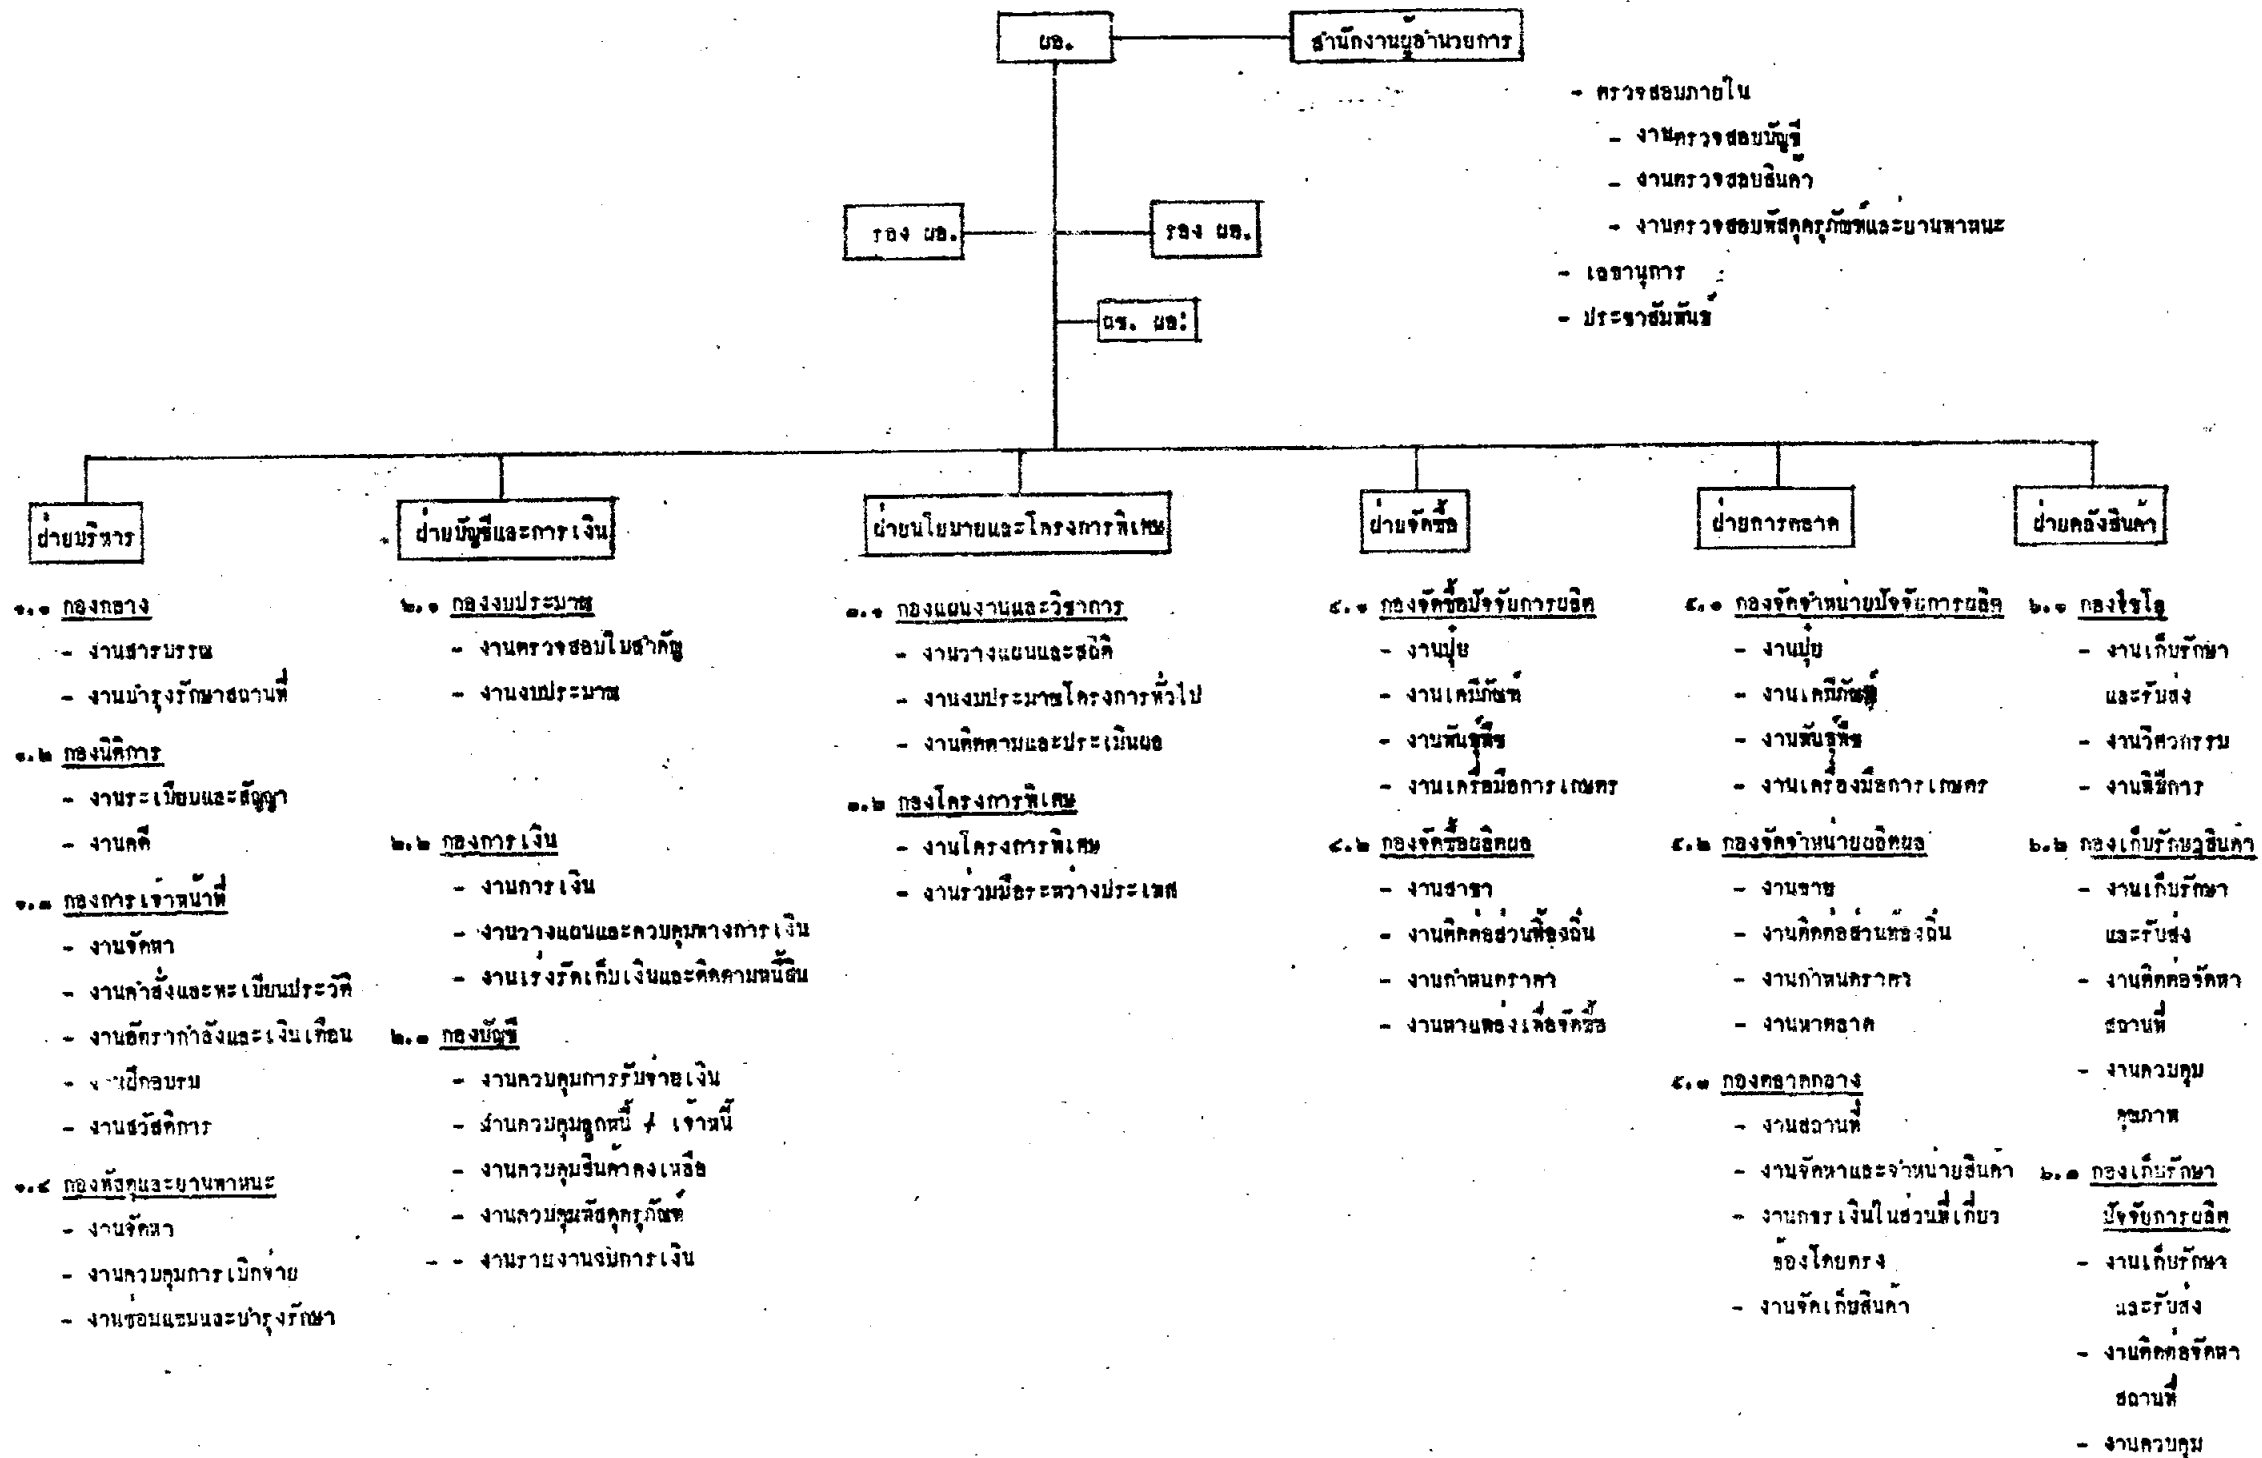 ผอ.
สำนักงานผู้อำนวยการ
- ตรวจสอบภายใน
- งานตรวจสอบบัญชี
- งานตรวจสอบสินค้า
- งานตรวจสอบพัสดุครุภัณฑ์และยานพาหนะ
- เลขานุการ
- ประชาสัมพันธ์
รอง ผอ.
รอง ผอ.
ผช. ผอ.
ฝ่ายบริหาร
๑.๑ กองกลาง
- งานสารบรรณ
- งานบำรุงรักษาสถานที่
๑.๒ กองนิติการ
- งานระเบียบและสัญญา
- งานคดี
๑.๓ กองการเจ้าหน้าที่
- งานจัดหา
- งานคำสั่งและทะเบียนประวัติ
- งานอัตรากำลังและเงินเดือน
- งานฝึกอบรม
- งานสวัสดิการ
๑.๔ กองพัสดุและยานพาหนะ
- งานจัดหา
- งานควบคุมการเบิกจ่าย
- งานซ่อมแซมและบำรุงรักษา
ฝ่ายบัญชีและการเงิน
๒.๑ กองงบประมาณ
- งานตรวจสอบใบสำคัญ
- งานงบประมาณ
๒.๒ กองการเงิน
- งานการเงิน
- งานวางแผนและควบคุมทางการเงิน
- งานเร่งรัดเก็บเงินและติดตามหนี้สิน
๒.๓ กองบัญชี
- งานควบคุมการรับจ่ายเงิน
- งานควบคุมลูกหนี้ / เจ้าหนี้
- งานควบคุมสินค้าคงเหลือ
- งานควบคุมพัสดุครุภัณฑ์
- - งานรายงานงบการเงิน
ฝ่ายนโยบายและโครงการพิเศษ
๓.๑ กองแผนงานและวิชาการ
- งานวางแผนและสถิติ
- งานงบประมาณโครงการทั่วไป
- งานติดตามและประเมินผล
๓.๒ กองโครงการพิเศษ
- งานโครงการพิเศษ
- งานร่วมมือระหว่างประเทศ
ฝ่ายจัดซื้อ
๔.๑ กองจัดซื้อปัจจัยการผลิต
- งานปุ๋ย
- งานเคมีภัณฑ์
- งานพันธุ์พืช
- งานเครื่อมือการเกษตร
๔.๒ กองจัดซื้อผลิตผล
- งานสาขา
- งานติดต่อส่วนท้องถิ่น
- งานกำหนดราคา
- งานหาแหล่งเพื่อจัดซื้อ
ฝ่ายการตลาด
๕.๑ กองจัดจำหน่ายปัจจัยการผลิต
- งานปุ๋ย
- งานเคมีภัณฑ์
- งานพันธุ์พืช
- งานเครื่องมือการเกษตร
๕.๒ กองจัดจำหน่ายผลิตผล
- งานขาย
- งานติดต่อส่วนท้องถิ่น
- งานกำหนดราคา
- งานหาตลาด
๕.๓ กองตลาดกลาง
- งานสถานที่
- งานจัดหาและจำหน่ายสินค้า
- งานการเงินในส่วนที่เกี่ยว
ข้องโดยตรง
- งานจัดเก็บสินค้า
ฝ่ายคลังสินค้า
๖.๑ กองไซโล
- งานเก็บรักษา
และรับส่ง
- งานวิศวกรรม
- งานพิธีการ
๖.๒ กองเก็บรักษาสินค้า
- งานเก็บรักษา
และรับส่ง
- งานติดต่อจัดหา
สถานที่
- งานควบคุม
คุณภาพ
๖.๓ กองเก็บรักษา
ปัจจัยการผลิต
- งานเก็บรักษา
และรับส่ง
- งานติดต่อจัดหา
สถานที่
- งานควบคุม